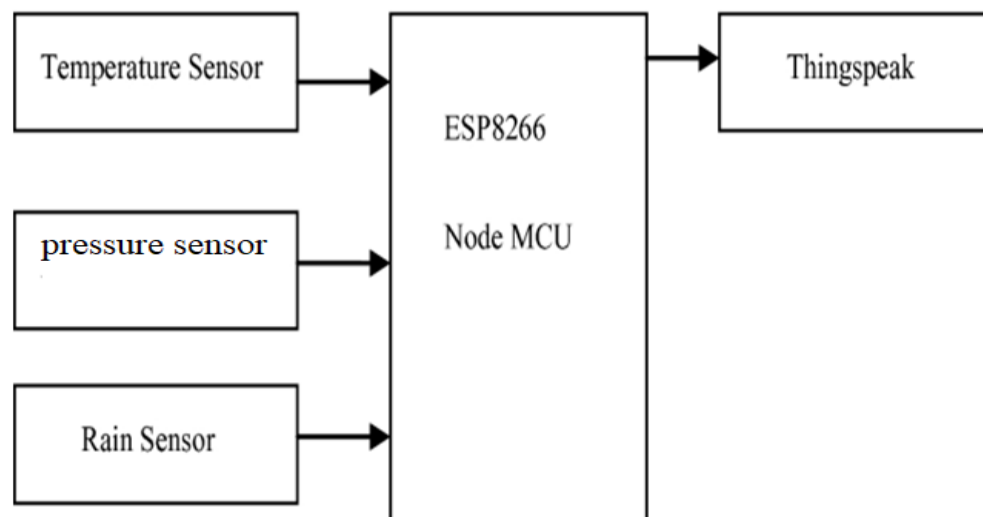 Temperature Sensor
pressure sensor
Rain Sensor
ESP8266
Node MCU
Thingspeak